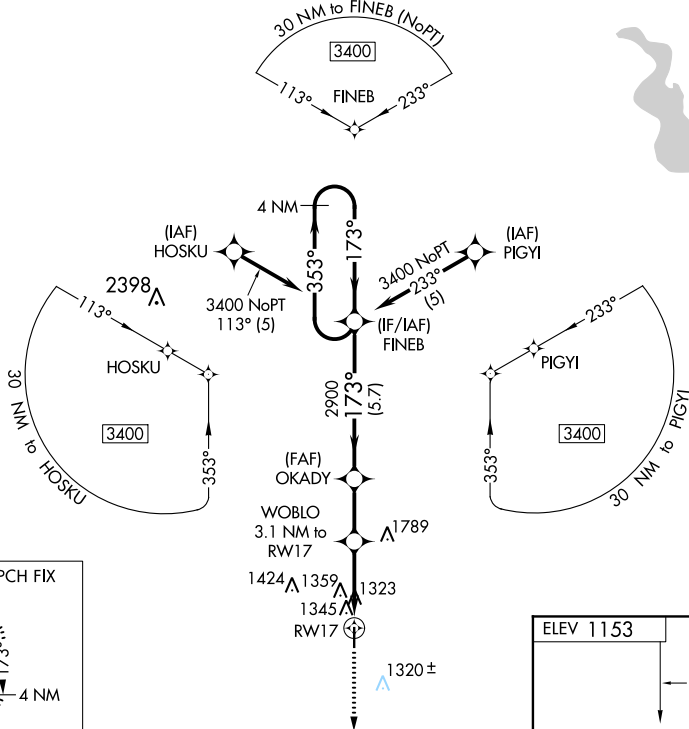 30 NM to FINEB (NoPT)
3400
113°
FINEB
233°
4 NM
(IAF)
HOSKU
353°
173°
(IAF)
PIGYI
2398
3400 NoPT
113° (5)
3400 NoPT
233°
(5)
(IF/IAF)
FINEB
113°
HOSKU
3400
353°
30 NM to HOSKU
2900
173°
(5.7)
233°
PIGYI
3400
353°
30 NM to PIGYI
(FAF)
OKADY
WOBLO
3.1 NM to
RW17
1789
1424
1359
1323
1345
RW17
1320 ±
PCH FIX
173°
4 NM
ELEV 1153